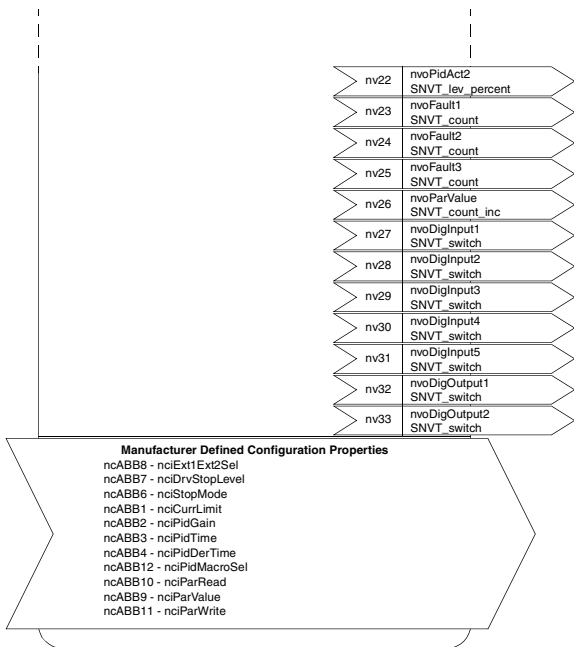 nv22
nvoPidAct2
SNVT_lev_percent
nv23
nvoFault1
SNVT_count
nv24
nvoFault2
SNVT_count
nv25
nvoFault3
SNVT_count
nv26
nvoParValue
SNVT_count_inc
nv27
nvoDigInput1
SNVT_switch
nv28
nvoDigInput2
SNVT_switch
nv29
nvoDigInput3
SNVT_switch
nv30
nvoDigInput4
SNVT_switch
nv31
nvoDigInput5
SNVT_switch
nv32
nvoDigOutput1
SNVT_switch
nv33
nvoDigOutput2
SNVT_switch
Manufacturer Defined Configuration Properties
ncABB8 - nciExt1Ext2Sel
ncABB7 - nciDrvStopLevel
ncABB6 - nciStopMode
ncABB1 - nciCurrLimit
ncABB2 - nciPidGain
ncABB3 - nciPidTime
ncABB4 - nciPidDerTime
ncABB12 - nciPidMacroSel
ncABB10 - nciParRead
ncABB9 - nciParValue
ncABB11 - nciParWrite